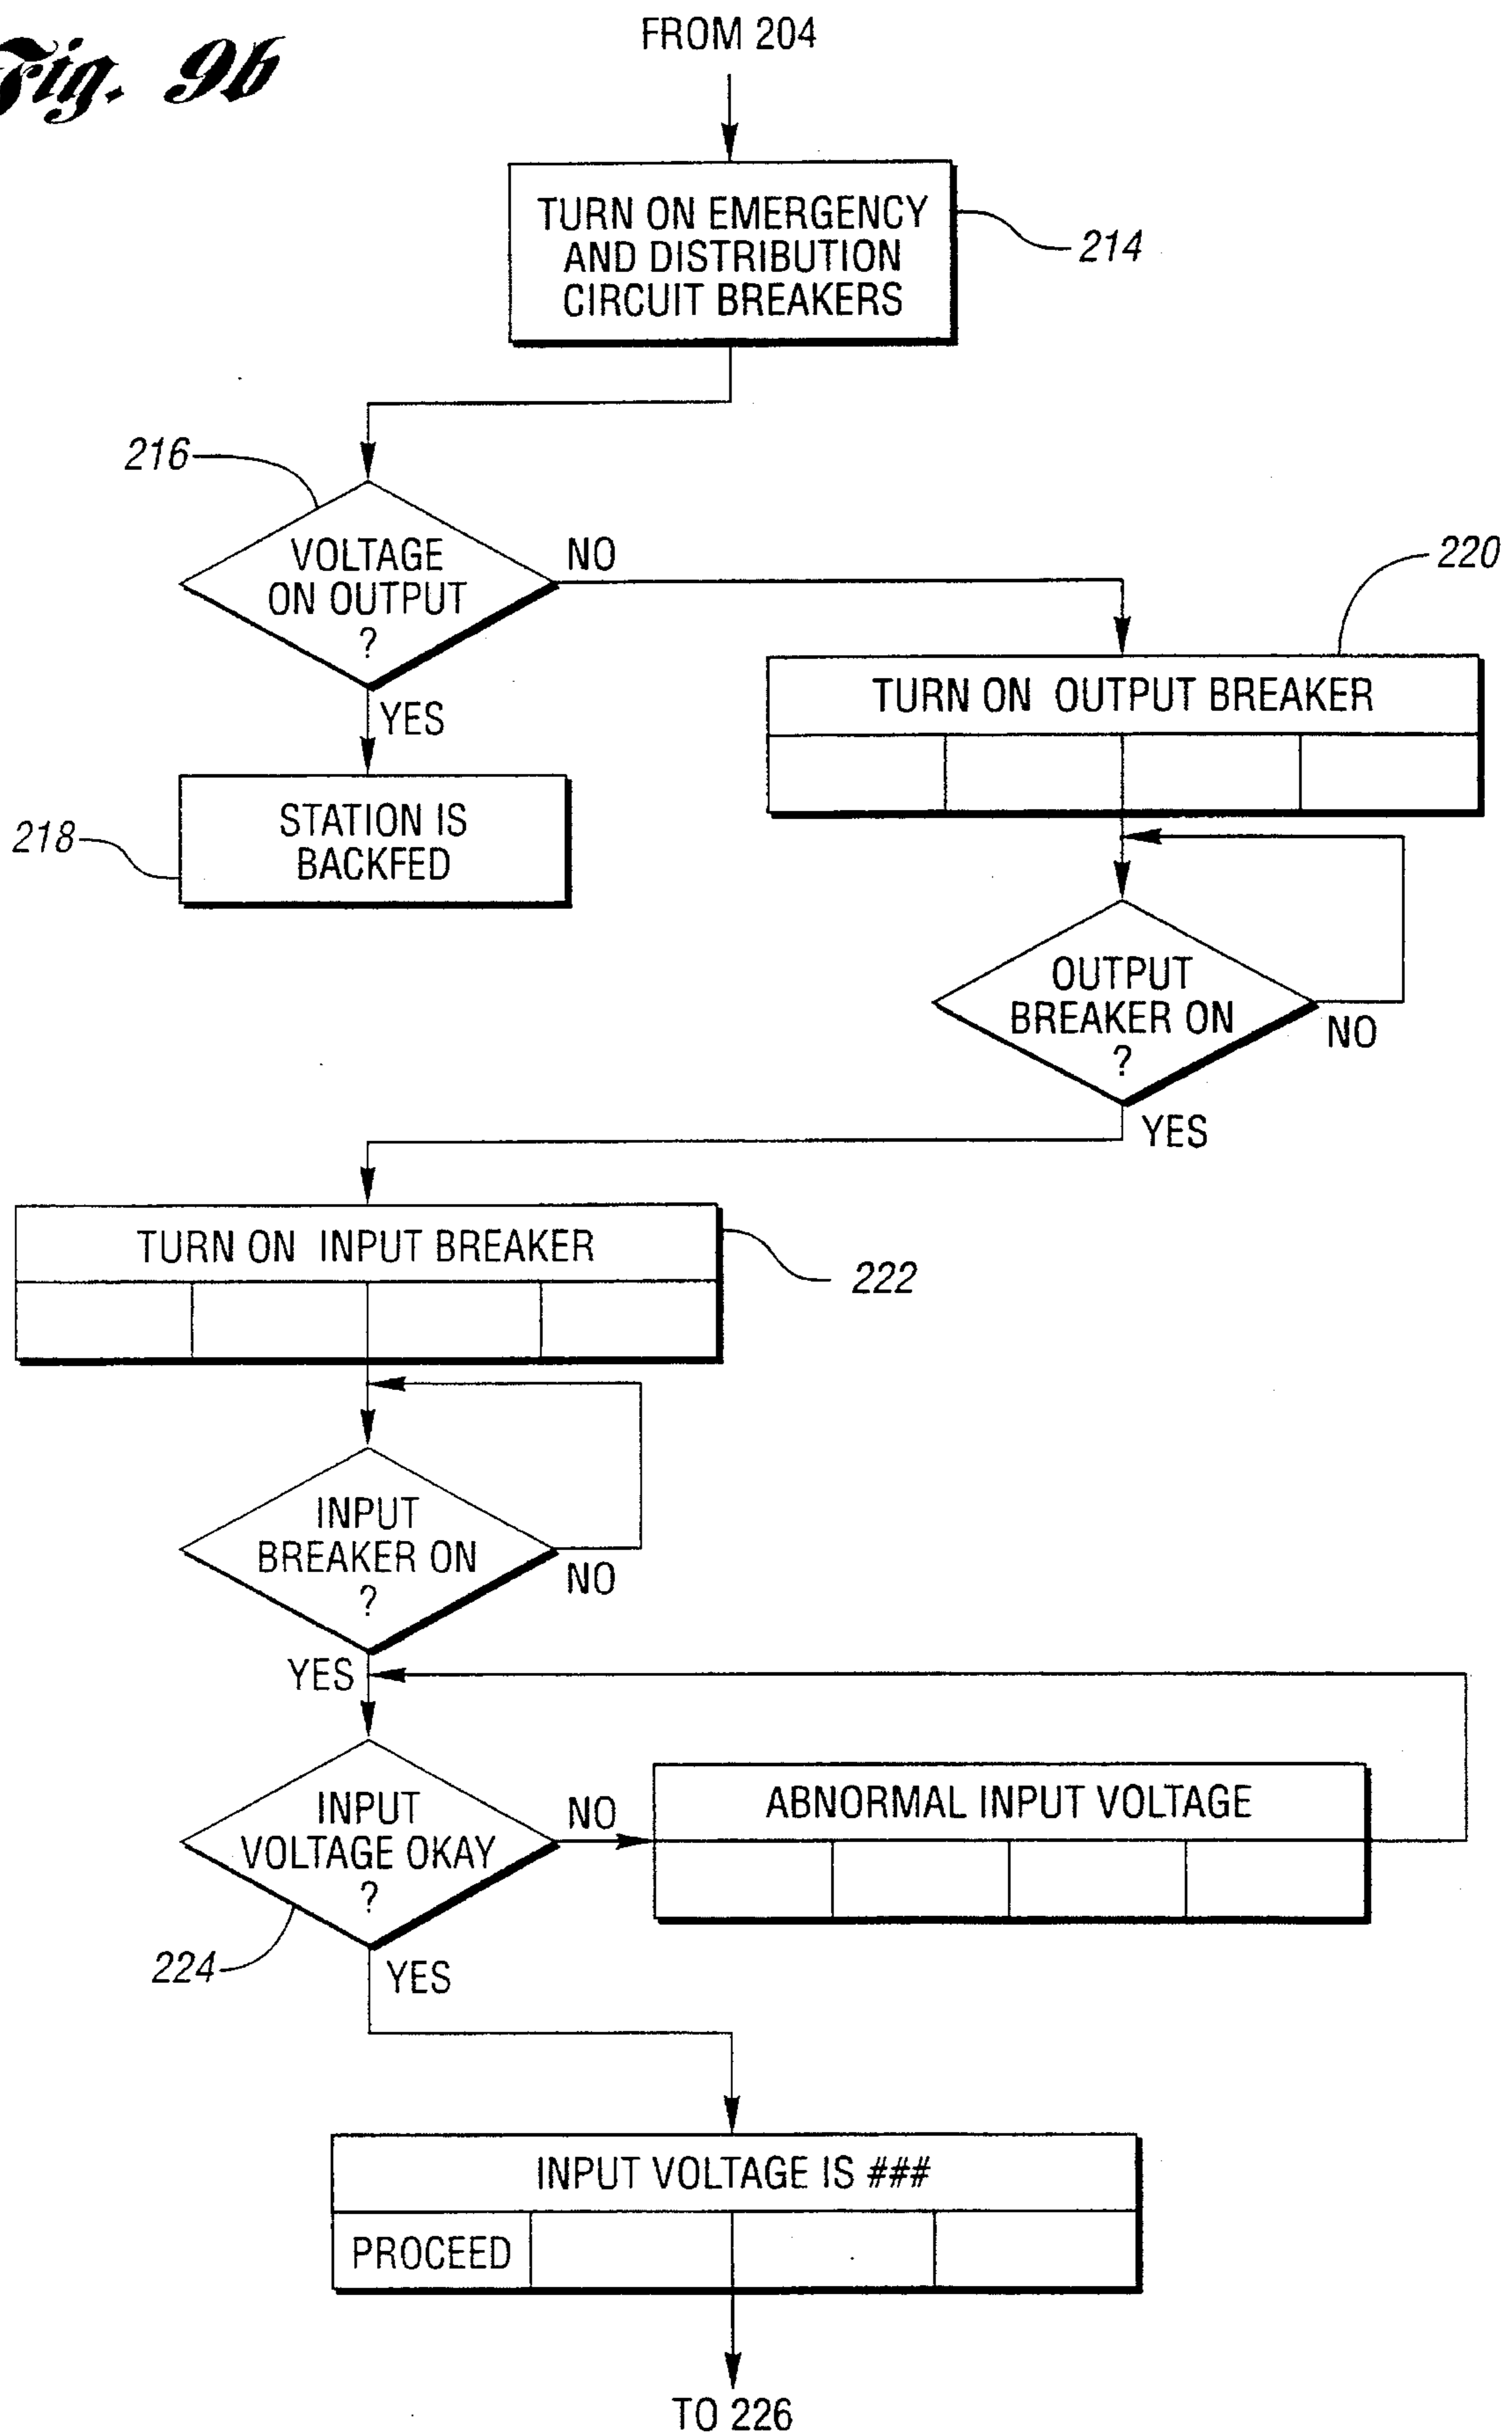 Fig. 9b
FROM 204
TURN ON EMERGENCY
AND DISTRIBUTION
CIRCUIT BREAKERS
214
216
VOLTAGE
ON OUTPUT
?
NO
YES
220
TURN ON OUTPUT BREAKER
218
STATION IS
BACKFED
OUTPUT
BREAKER ON
?
NO
YES
TURN ON INPUT BREAKER
222
INPUT
BREAKER ON
?
NO
YES
INPUT
VOLTAGE OKAY
?
NO
ABNORMAL INPUT VOLTAGE
224
YES
INPUT VOLTAGE IS ###
PROCEED
TO 226